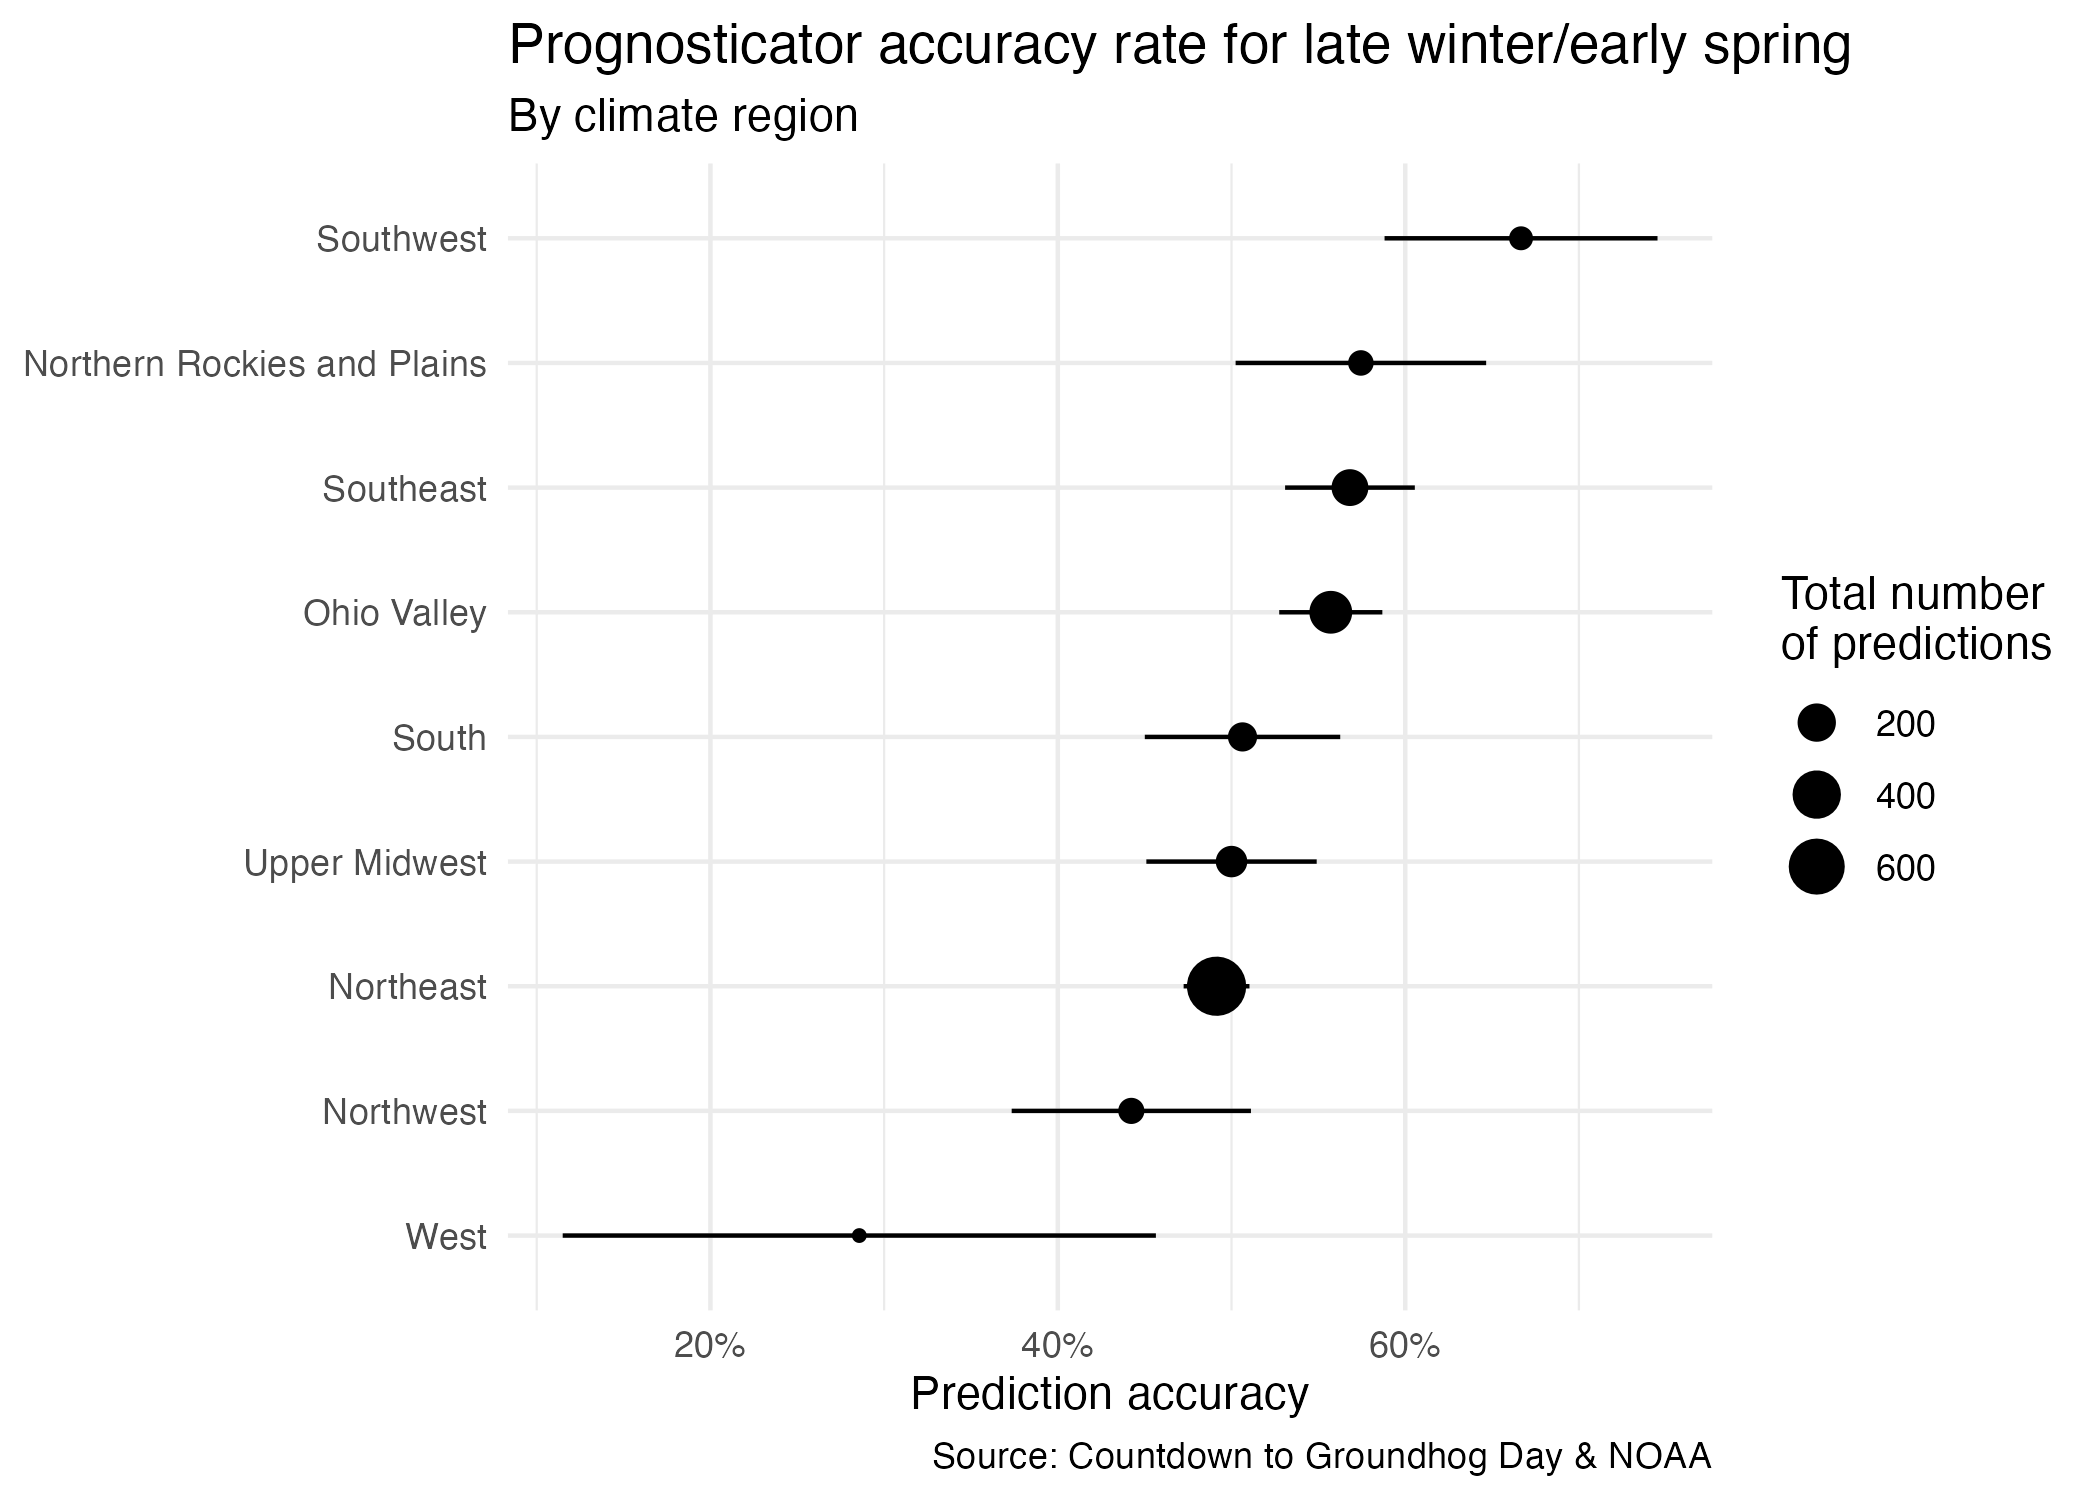 Prognosticator accuracy rate for late winter/early spring
By climate region
Southwest
Northern Rockies and Plains
Southeast
Ohio Valley
South
Upper Midwest
Northeast
Northwest
West
20%
40%
60%
Prediction accuracy
Total number
of predictions
200
400
600
Source: Countdown to Groundhog Day & NOAA